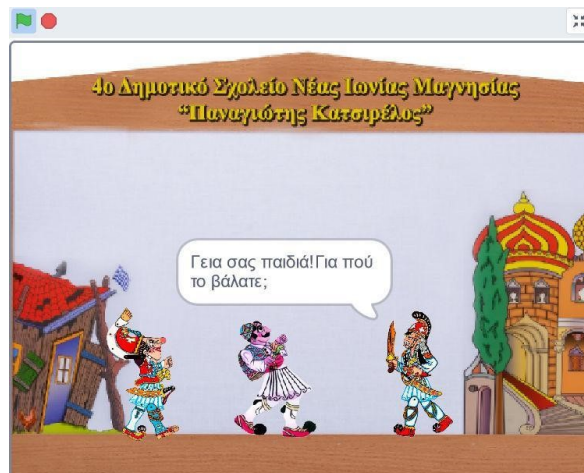 4ο Δημοτικό Σχολείο Νέας Ιωνίας Μαγνησίας
“Παναγιώτης Κατσιρέλος”
Γεια σας παιδιά!Για πού
το βάλατε;